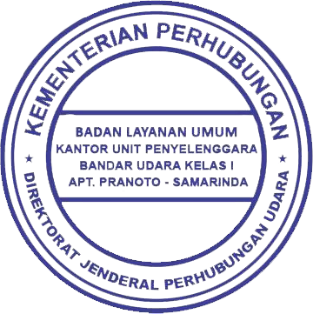 KEMENTERIAN PERHUBUNGAN
BADAN LAYANAN UMUM
KANTOR UNIT PENYELENGGARA
BANDAR UDARA KELAS I
APT. PRANOTO - SAMARINDA
DIREKTORAT JENDERAL PERHUBUNGAN UDARA